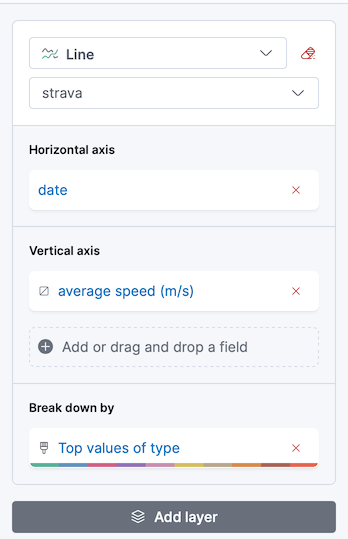 Line
strava
Horizontal axis
date
Vertical axis
average speed (m/s)
Add or drag and drop a field
Break down by
Top values of type
Add layer